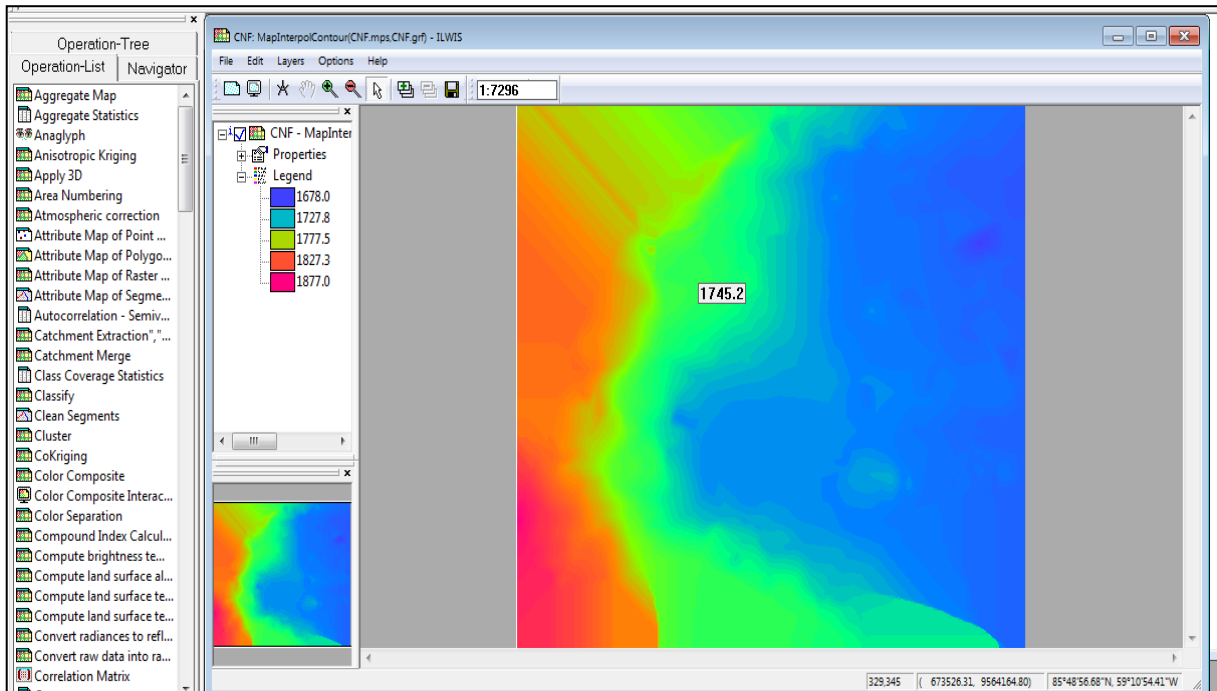 Operation-Tree
Operation-List
Navigator
Aggregate Map
Aggregate Statistics
Anaglyph
Anisotropic Kriging
Apply 3D
Area Numbering
Atmospheric correction
Attribute Map of Point ...
Attribute Map of Polygo...
Attribute Map of Raster ...
Attribute Map of Segme...
Autocorrelation - Semiv...
Catchment Extraction","...
Catchment Merge
Class Coverage Statistics
Classify
Clean Segments
Cluster
CoKriging
Color Composite
Color Composite Interac...
Color Separation
Compound Index Calcul...
Compute brightness te...
Compute land surface al...
Compute land surface te...
Compute land surface te...
Convert radiances to refl...
Convert raw data into ra...
Correlation Matrix
CNF: MapInterpolContour(CNF.mps,CNF.grf) - ILWIS
File Edit Layers Options Help
1:7296
CNF - MapInter
Properties
Legend
1678.0
1727.8
1777.5
1827.3
1877.0
1745.2
329,345 ( 673526.31, 9564164.80) 85°48'56.68"N, 59°10'54.41"W